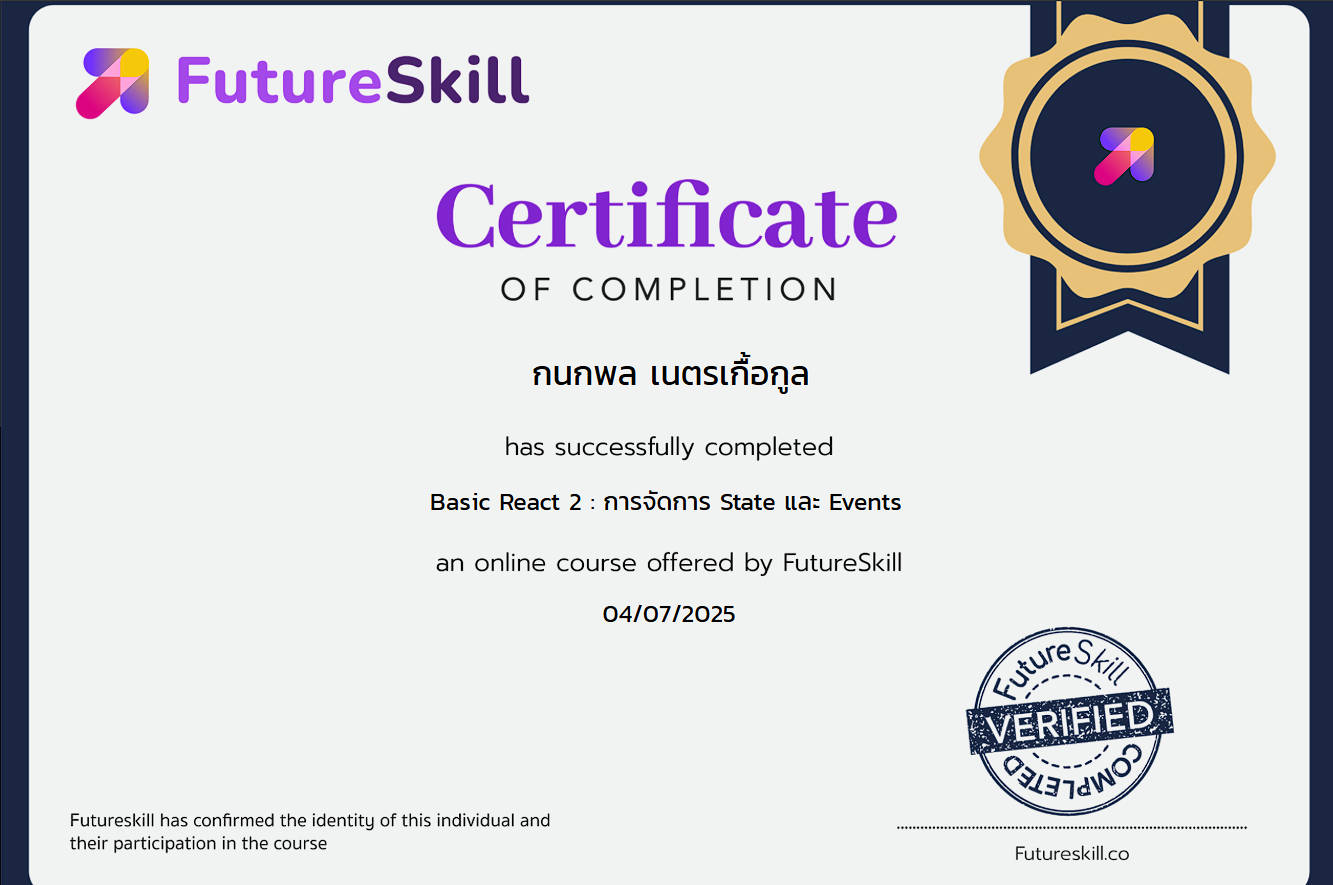 FutureSkill
Certificate
OF COMPLETION
กนกพล เนตรเกื้อกูล
has successfully completed
Basic React 2 : การจัดการ State และ Events
an online course offered by FutureSkill
04/07/2025
FutureSkill
VERIFIED
COMPLETED
Futureskill has confirmed the identity of this individual and
their participation in the course
Futureskill.co